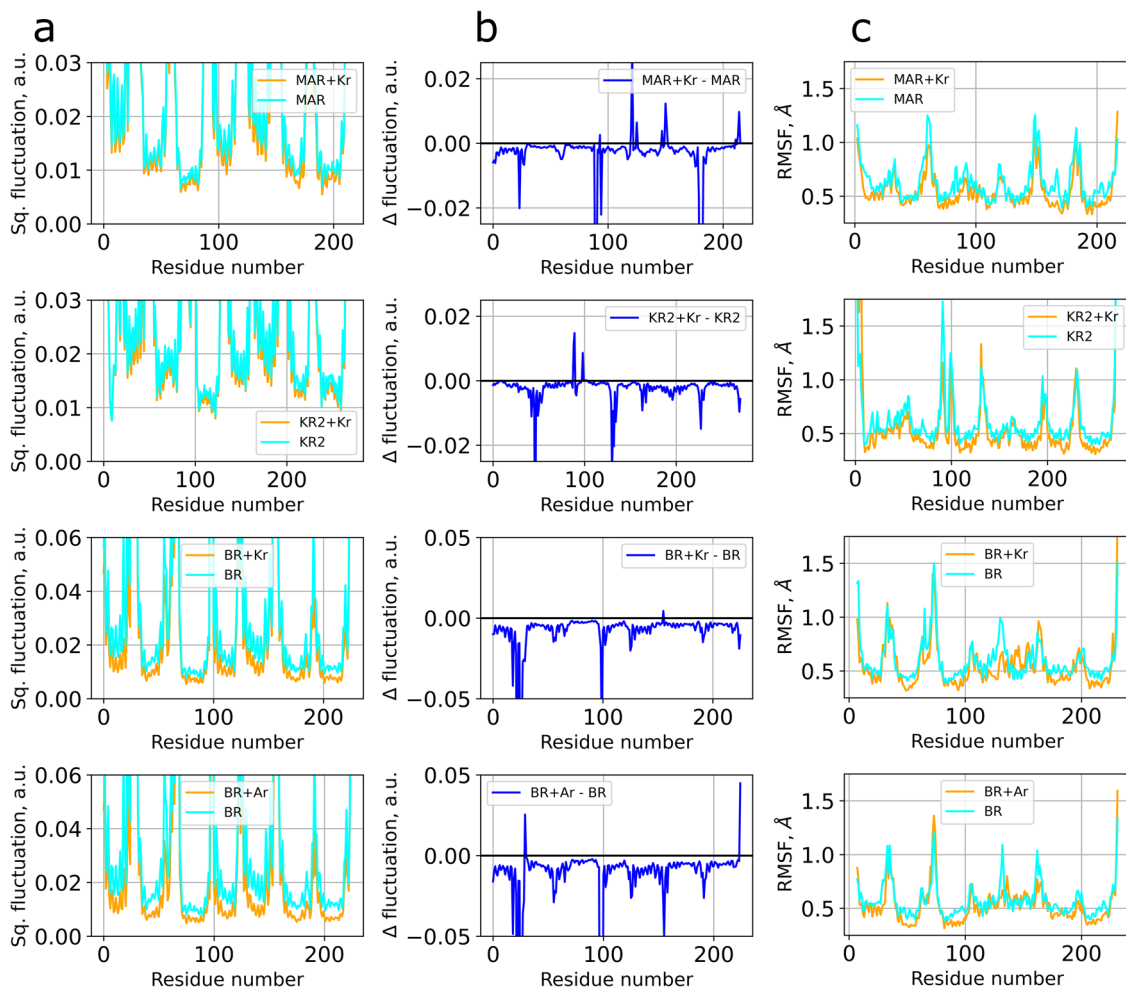 a
b
c
Sq. fluctuation, a.u.
0.03
0.02
0.01
0.00
MAR+Kr
MAR
0
100
200
Residue number
Δ fluctuation, a.u.
0.02
0.00
−0.02
MAR+Kr - MAR
0
100
200
Residue number
RMSF, Å
1.5
1.0
0.5
MAR+Kr
MAR
0
100
200
Residue number
Sq. fluctuation, a.u.
0.03
0.02
0.01
0.00
KR2+Kr
KR2
0
100
200
Residue number
Δ fluctuation, a.u.
0.02
0.00
−0.02
KR2+Kr - KR2
0
100
200
Residue number
RMSF, Å
1.5
1.0
0.5
KR2+Kr
KR2
0
100
200
Residue number
Sq. fluctuation, a.u.
0.06
0.04
0.02
0.00
BR+Kr
BR
0
100
200
Residue number
Δ fluctuation, a.u.
0.05
0.00
−0.05
BR+Kr - BR
0
100
200
Residue number
RMSF, Å
1.5
1.0
0.5
BR+Kr
BR
0
100
200
Residue number
Sq. fluctuation, a.u.
0.06
0.04
0.02
0.00
BR+Ar
BR
0
100
200
Residue number
Δ fluctuation, a.u.
0.05
0.00
−0.05
BR+Ar - BR
0
100
200
Residue number
RMSF, Å
1.5
1.0
0.5
BR+Ar
BR
0
100
200
Residue number